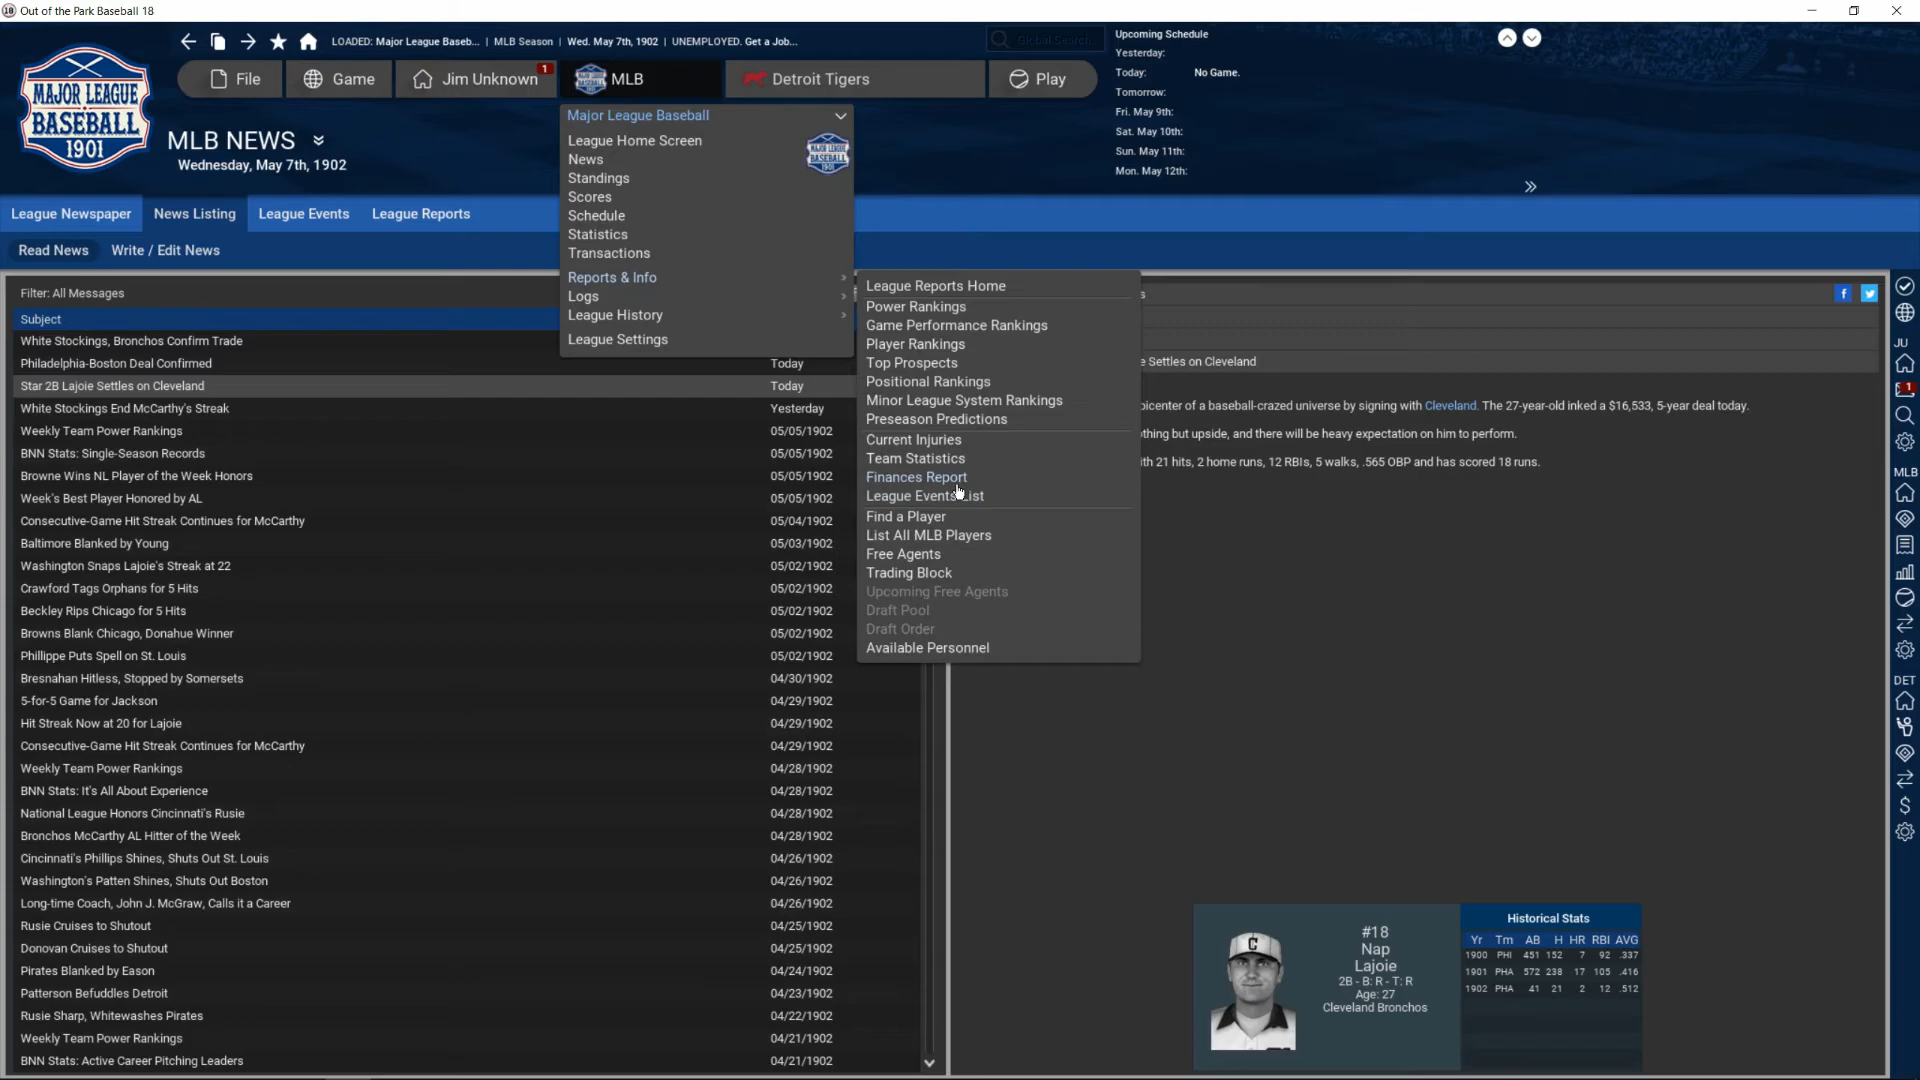 Out of the Park Baseball 18
LOADED: Major League Baseb... | MLB Season | Wed. May 7th, 1902 | UNEMPLOYED. Get a Job...
Global Search
File
Game
Jim Unknown
1
MLB
Detroit Tigers
Play
MAJOR LEAGUE
BASEBALL
1901
MLB NEWS
Wednesday, May 7th, 1902
Upcoming Schedule
Yesterday:
Today: No Game.
Tomorrow:
Fri. May 9th:
Sat. May 10th:
Sun. May 11th:
Mon. May 12th:
League Newspaper
News Listing
League Events
League Reports
Read News
Write / Edit News
Major League Baseball
League Home Screen
News
Standings
Scores
Schedule
Statistics
Transactions
Reports & Info
Logs
League History
League Settings
MAJOR LEAGUE
BASEBALL
1901
League Reports Home
Power Rankings
Game Performance Rankings
Player Rankings
Top Prospects
Positional Rankings
Minor League System Rankings
Preseason Predictions
Current Injuries
Team Statistics
Finances Report
League Events List
Find a Player
List All MLB Players
Free Agents
Trading Block
Upcoming Free Agents
Draft Pool
Draft Order
Available Personnel
Filter: All Messages
Subject
White Stockings, Bronchos Confirm Trade
Philadelphia-Boston Deal Confirmed Today
Star 2B Lajoie Settles on Cleveland Today
White Stockings End McCarthy's Streak Yesterday
Weekly Team Power Rankings 05/05/1902
BNN Stats: Single-Season Records 05/05/1902
Browne Wins NL Player of the Week Honors 05/05/1902
Week's Best Player Honored by AL 05/05/1902
Consecutive-Game Hit Streak Continues for McCarthy 05/04/1902
Baltimore Blanked by Young 05/03/1902
Washington Snaps Lajoie's Streak at 22 05/02/1902
Crawford Tags Orphans for 5 Hits 05/02/1902
Beckley Rips Chicago for 5 Hits 05/02/1902
Browns Blank Chicago, Donahue Winner 05/02/1902
Phillippe Puts Spell on St. Louis 05/02/1902
Bresnahan Hitless, Stopped by Somersets 04/30/1902
5-for-5 Game for Jackson 04/29/1902
Hit Streak Now at 20 for Lajoie 04/29/1902
Consecutive-Game Hit Streak Continues for McCarthy 04/29/1902
Weekly Team Power Rankings 04/28/1902
BNN Stats: It's All About Experience 04/28/1902
National League Honors Cincinnati's Rusie 04/28/1902
Bronchos McCarthy AL Hitter of the Week 04/28/1902
Cincinnati's Phillips Shines, Shuts Out St. Louis 04/26/1902
Washington's Patten Shines, Shuts Out Boston 04/26/1902
Long-time Coach, John J. McGraw, Calls it a Career 04/26/1902
Rusie Cruises to Shutout 04/25/1902
Donovan Cruises to Shutout 04/25/1902
Pirates Blanked by Eason 04/24/1902
Patterson Befuddles Detroit 04/23/1902
Rusie Sharp, Whitewashes Pirates 04/22/1902
Weekly Team Power Rankings 04/21/1902
BNN Stats: Active Career Pitching Leaders 04/21/1902
s
e Settles on Cleveland
picenter of a baseball-crazed universe by signing with Cleveland. The 27-year-old inked a $16,533, 5-year deal today.
thing but upside, and there will be heavy expectation on him to perform.
ith 21 hits, 2 home runs, 12 RBIs, 5 walks, .565 OBP and has scored 18 runs.
C
#18
Nap
Lajoie
2B - B: R - T: R
Age: 27
Cleveland Bronchos
Historical Stats
Yr Tm AB H HR RBI AVG
1900 PHI 451 152 7 92 .337
1901 PHA 572 238 17 105 .416
1902 PHA 41 21 2 12 .512
JU
1
MLB
DET